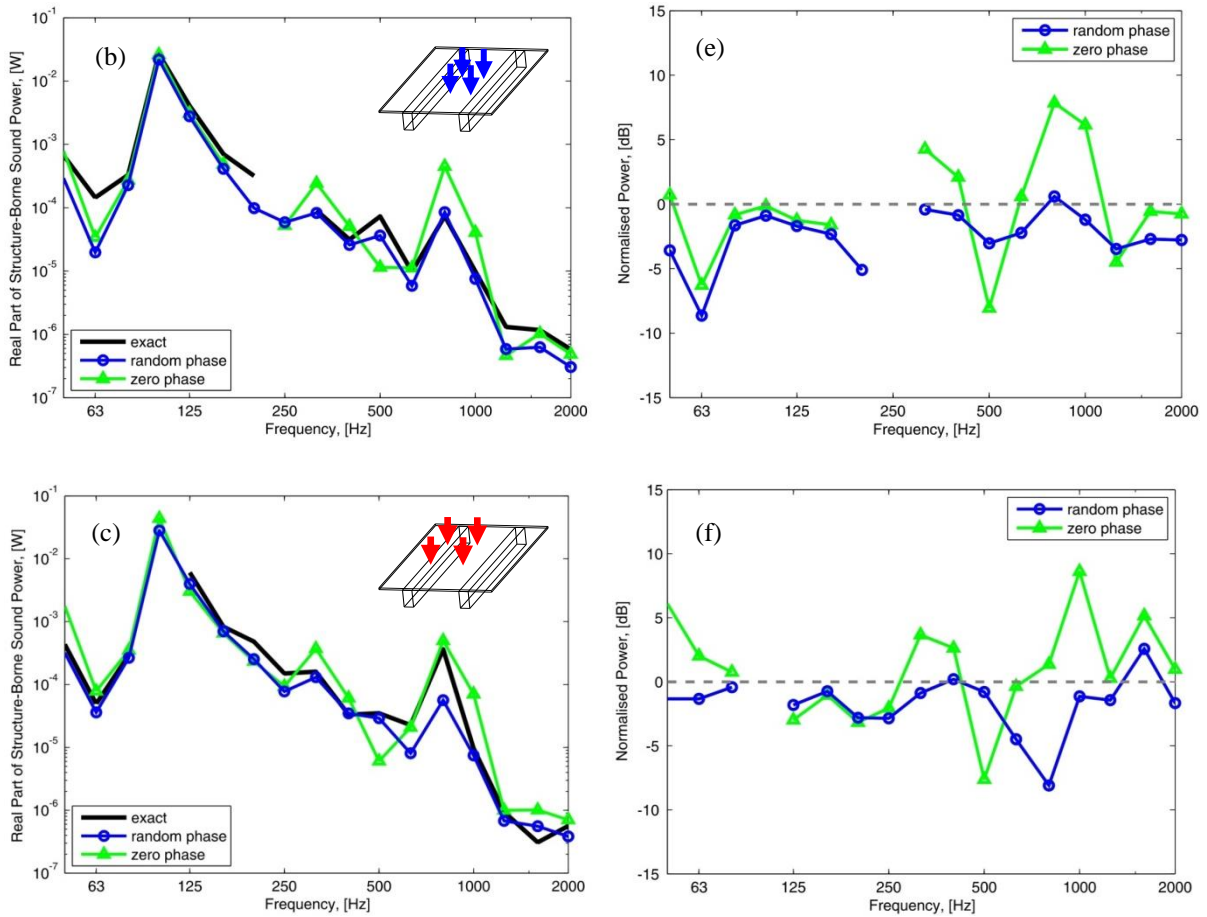 (b)
Real Part of Structure-Borne Sound Power, [W]
10^-1
10^-2
10^-3
10^-4
10^-5
10^-6
10^-7
exact
random phase
zero phase
63 125 250 500 1000 2000
Frequency, [Hz]
(e)
Normalised Power, [dB]
15
10
5
0
-5
-10
-15
random phase
zero phase
63 125 250 500 1000 2000
Frequency, [Hz]
(c)
Real Part of Structure-Borne Sound Power, [W]
10^-1
10^-2
10^-3
10^-4
10^-5
10^-6
10^-7
exact
random phase
zero phase
63 125 250 500 1000 2000
Frequency, [Hz]
(f)
Normalised Power, [dB]
15
10
5
0
-5
-10
-15
random phase
zero phase
63 125 250 500 1000 2000
Frequency, [Hz]